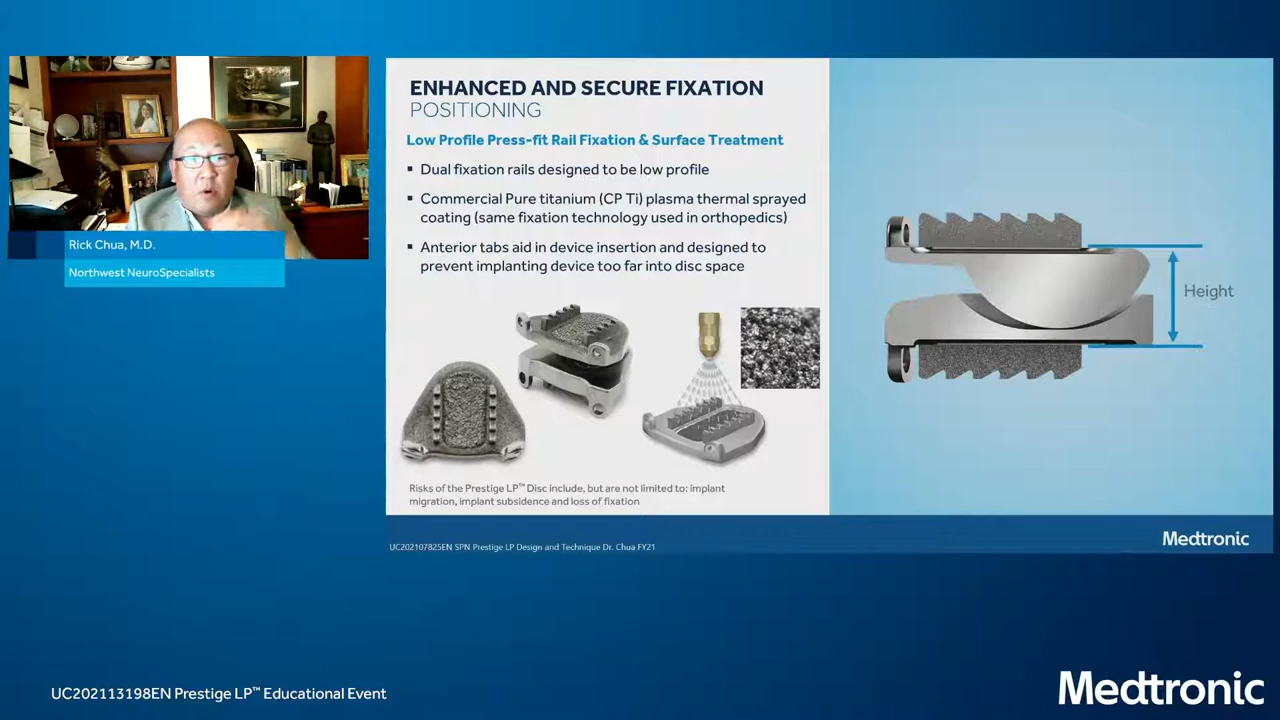 Rick Chua, M.D.
Northwest NeuroSpecialists
ENHANCED AND SECURE FIXATION
POSITIONING
Low Profile Press-fit Rail Fixation & Surface Treatment
▪ Dual fixation rails designed to be low profile
▪ Commercial Pure titanium (CP Ti) plasma thermal sprayed
coating (same fixation technology used in orthopedics)
▪ Anterior tabs aid in device insertion and designed to
prevent implanting device too far into disc space
Height
Risks of the Prestige LP™ Disc include, but are not limited to: implant
migration, implant subsidence and loss of fixation
Medtronic
UC202107825EN SPN Prestige LP Design and Technique Dr. Chua FY21
UC202113198EN Prestige LP™ Educational Event
Medtronic